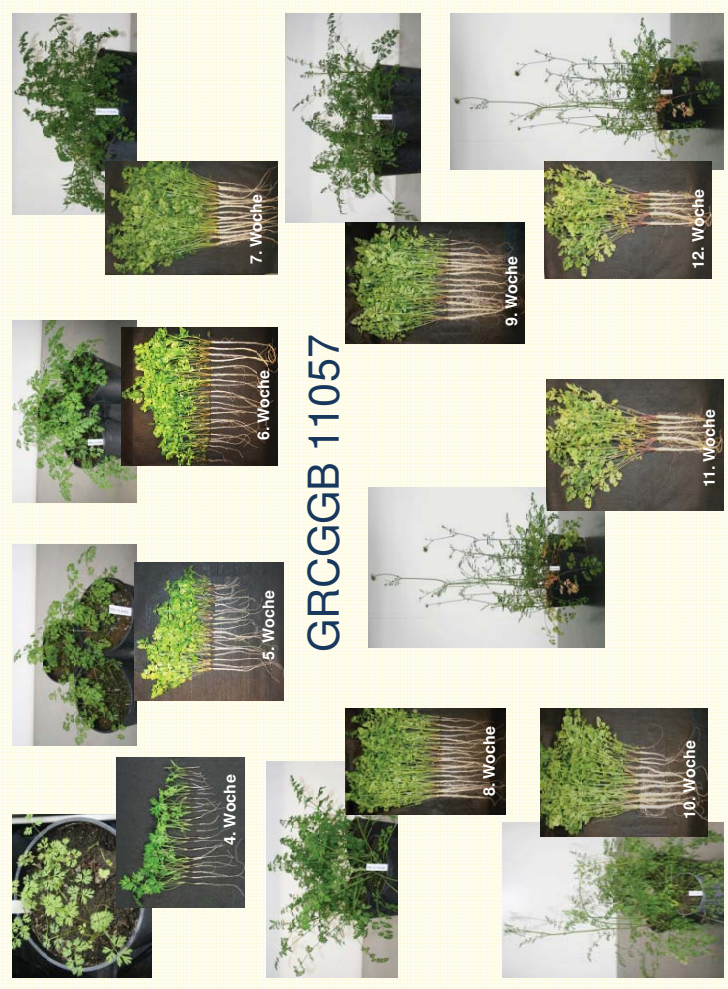 4. Woche
5. Woche
6. Woche
7. Woche
GRCGGB 11057
8. Woche
9. Woche
10. Woche
11. Woche
12. Woche